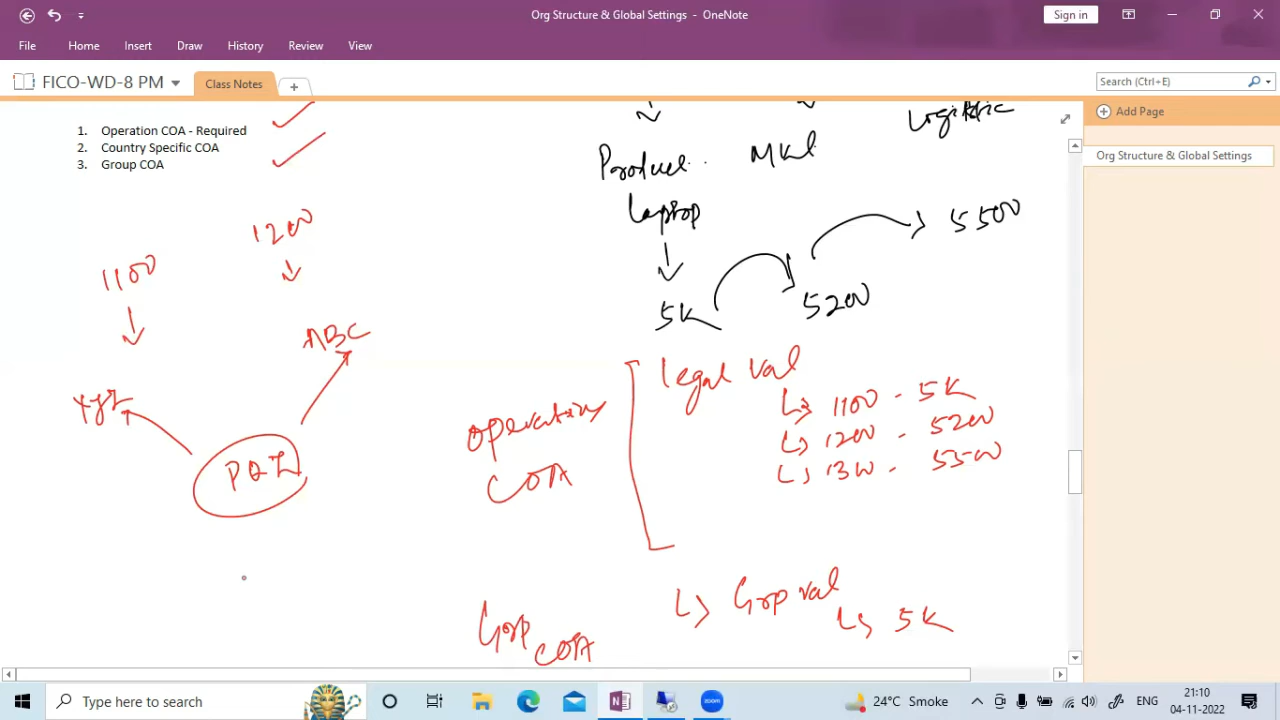 Org Structure & Global Settings - OneNote
Sign in
File Home Insert Draw History Review View
FICO-WD-8 PM
Class Notes
Search (Ctrl+E)
Add Page
Org Structure & Global Settings
1. Operation COA - Required
2. Country Specific COA
3. Group COA
1100
1200
XYZ
ABC
PQL
Product
Laptop
Mkt
Logistic
5K
5200
5500
Operation
COA
Legal val
1100 - 5K
1200 - 5200
1300 - 5500
Grp val
5K
Grp
COA
Type here to search
24°C Smoke
ENG
21:10
04-11-2022